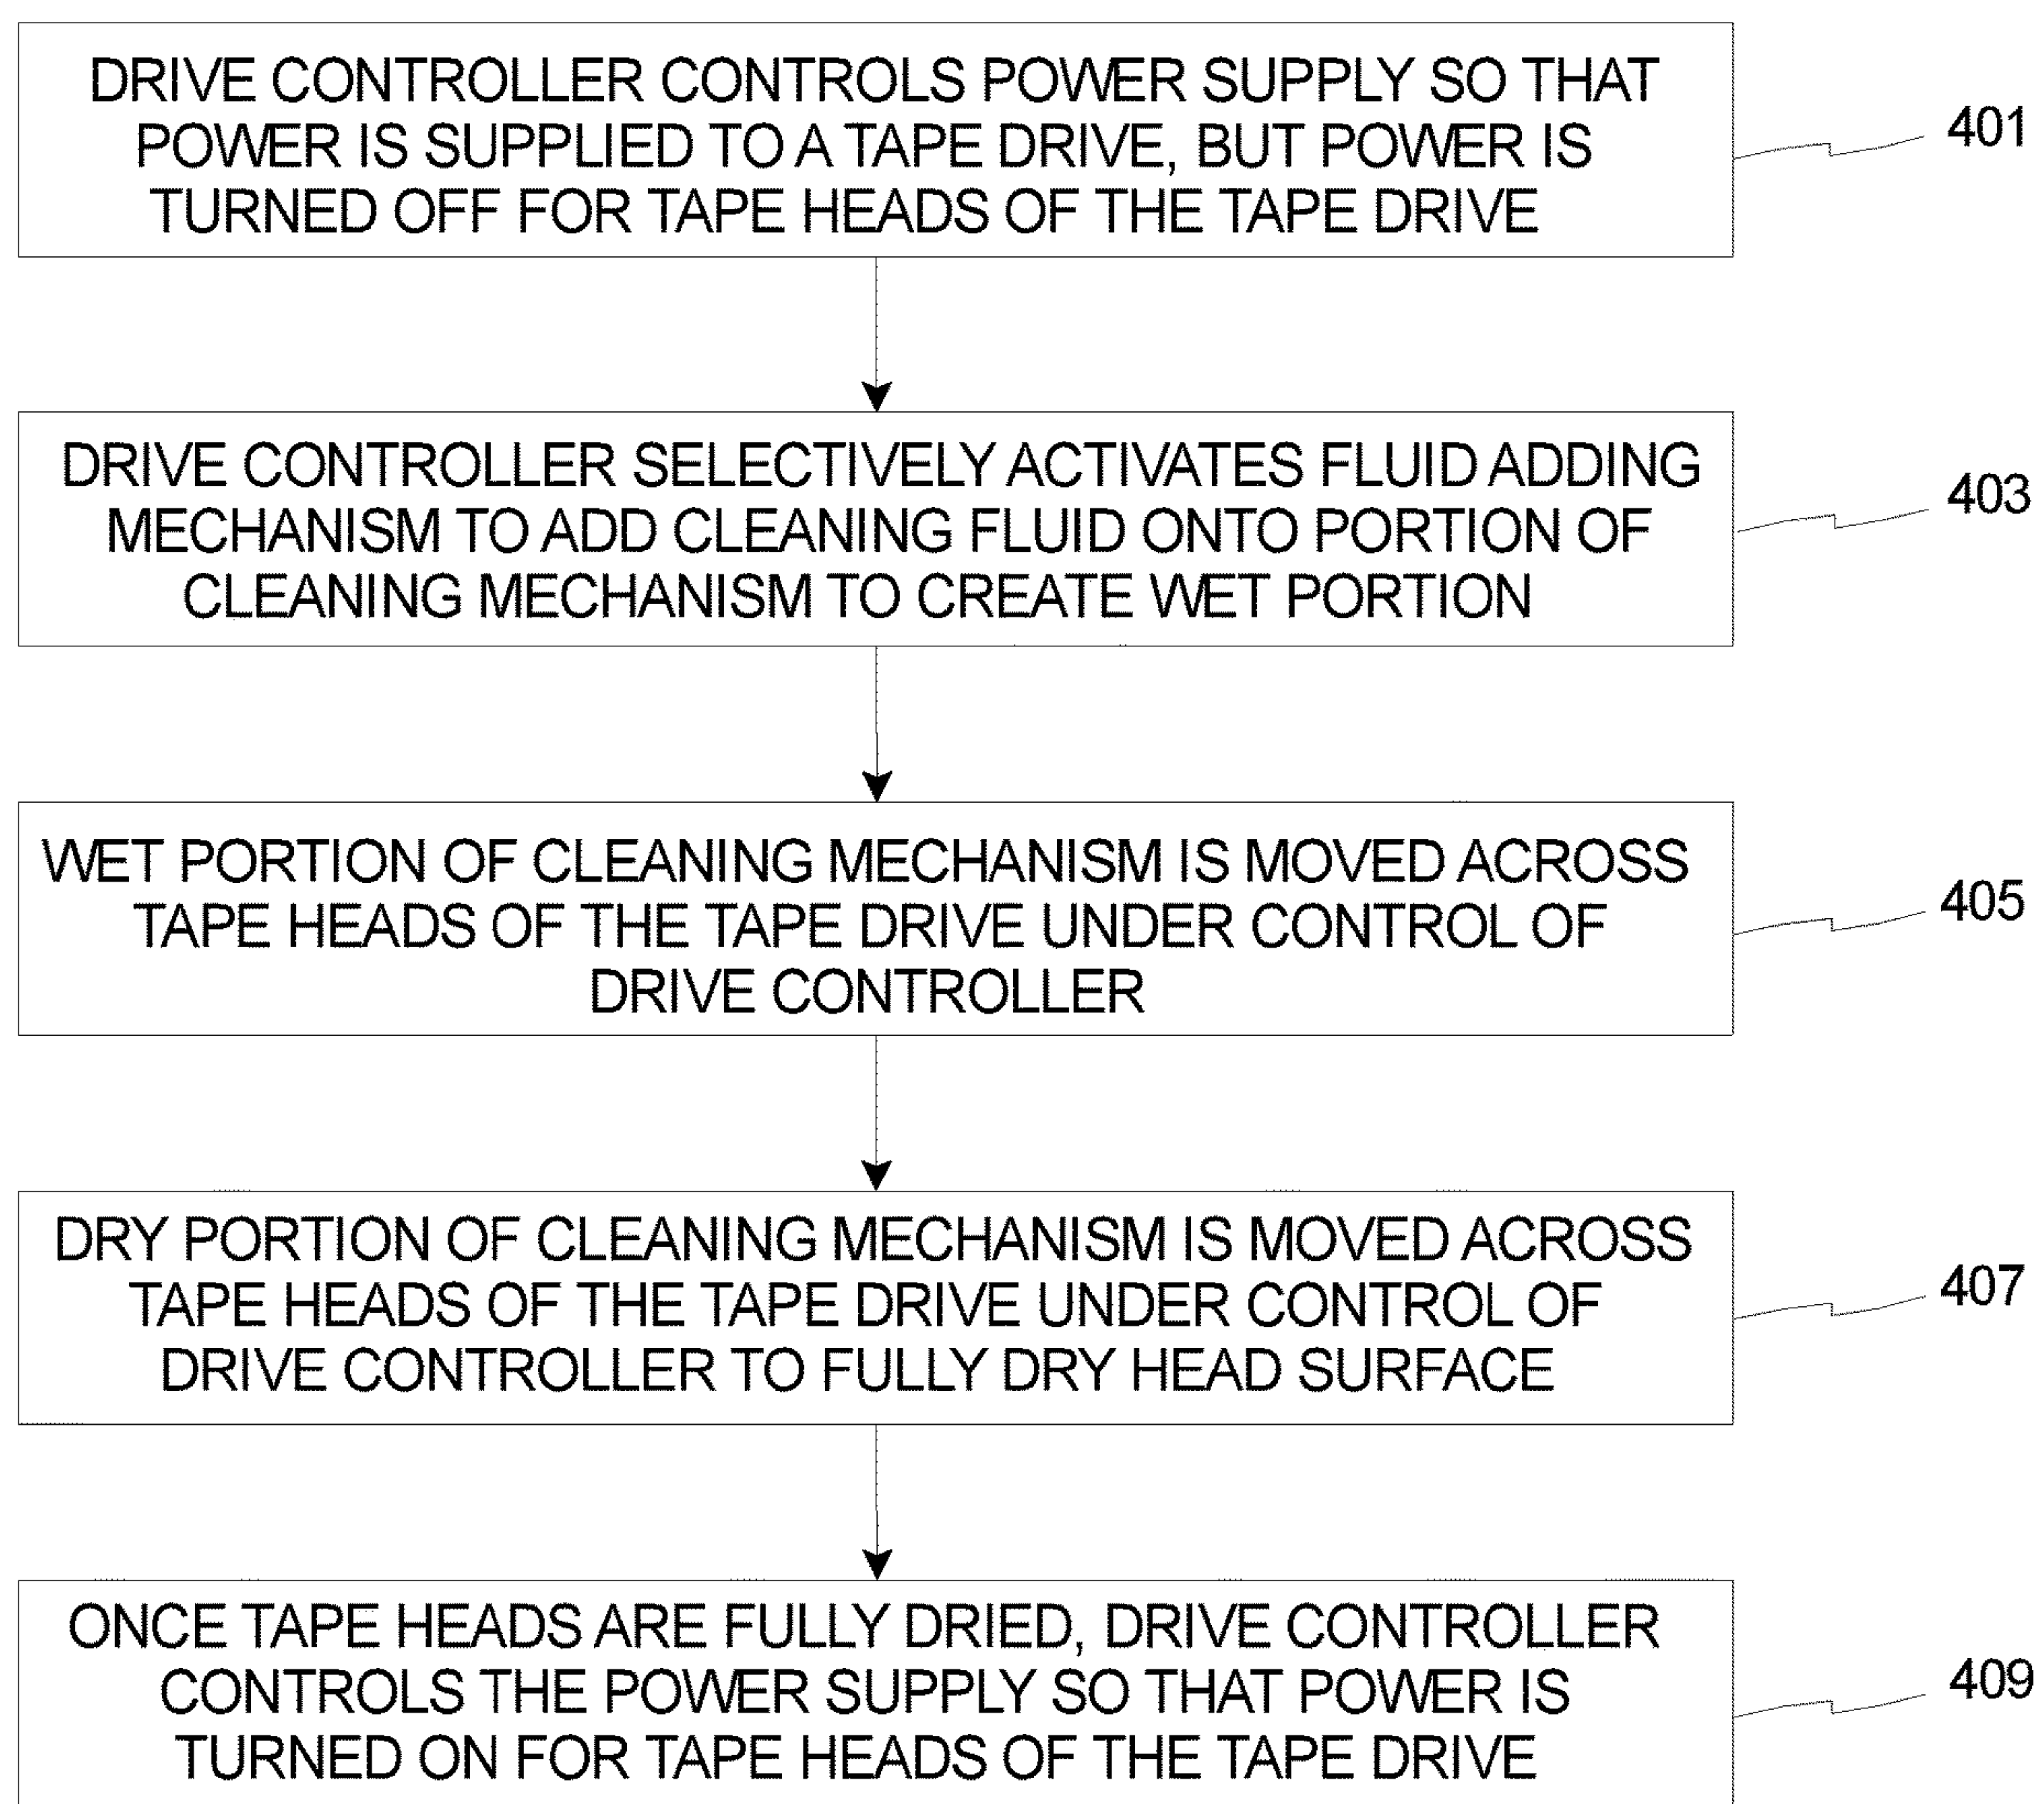 DRIVE CONTROLLER CONTROLS POWER SUPPLY SO THAT
POWER IS SUPPLIED TO A TAPE DRIVE, BUT POWER IS
TURNED OFF FOR TAPE HEADS OF THE TAPE DRIVE
401
DRIVE CONTROLLER SELECTIVELY ACTIVATES FLUID ADDING
MECHANISM TO ADD CLEANING FLUID ONTO PORTION OF
CLEANING MECHANISM TO CREATE WET PORTION
403
WET PORTION OF CLEANING MECHANISM IS MOVED ACROSS
TAPE HEADS OF THE TAPE DRIVE UNDER CONTROL OF
DRIVE CONTROLLER
405
DRY PORTION OF CLEANING MECHANISM IS MOVED ACROSS
TAPE HEADS OF THE TAPE DRIVE UNDER CONTROL OF
DRIVE CONTROLLER TO FULLY DRY HEAD SURFACE
407
ONCE TAPE HEADS ARE FULLY DRIED, DRIVE CONTROLLER
CONTROLS THE POWER SUPPLY SO THAT POWER IS
TURNED ON FOR TAPE HEADS OF THE TAPE DRIVE
409